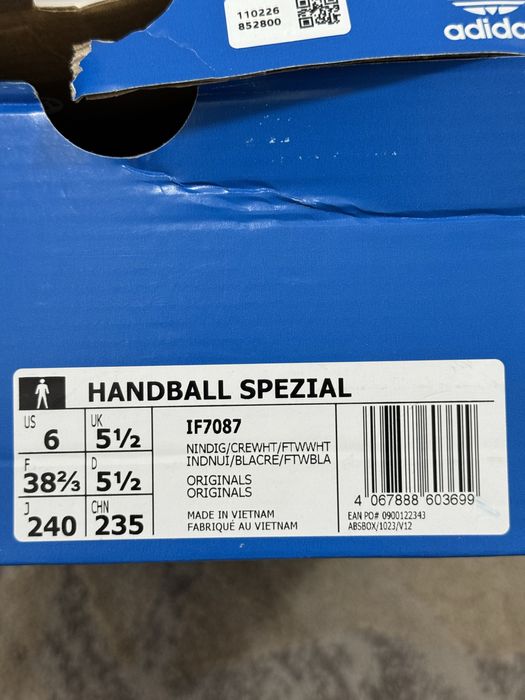 110226
852800
adidas
HANDBALL SPEZIAL
US 6
UK 5½
F 38⅔
D 5½
J 240
CHN 235
IF7087
NINDIG/CREWHT/FTWWHT
INDNUI/BLACRE/FTWBLA
ORIGINALS
ORIGINALS
MADE IN VIETNAM
FABRIQUÉ AU VIETNAM
4 067888 603699
EAN PO# 0900122343
ABSBOX/1023/V12